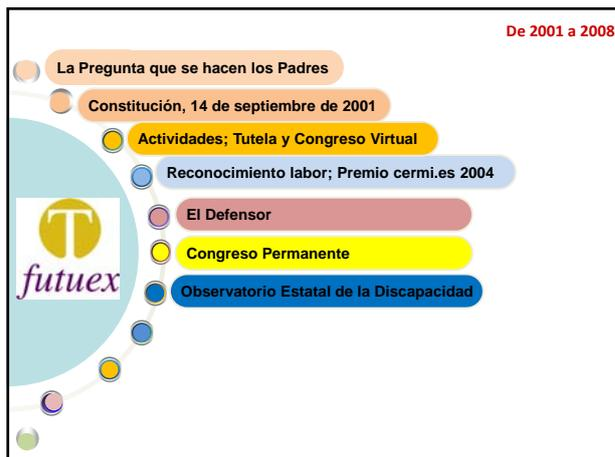 De 2001 a 2008
La Pregunta que se hacen los Padres
Constitución, 14 de septiembre de 2001
Actividades; Tutela y Congreso Virtual
Reconocimiento labor; Premio cermi.es 2004
El Defensor
Congreso Permanente
Observatorio Estatal de la Discapacidad
T
futuex